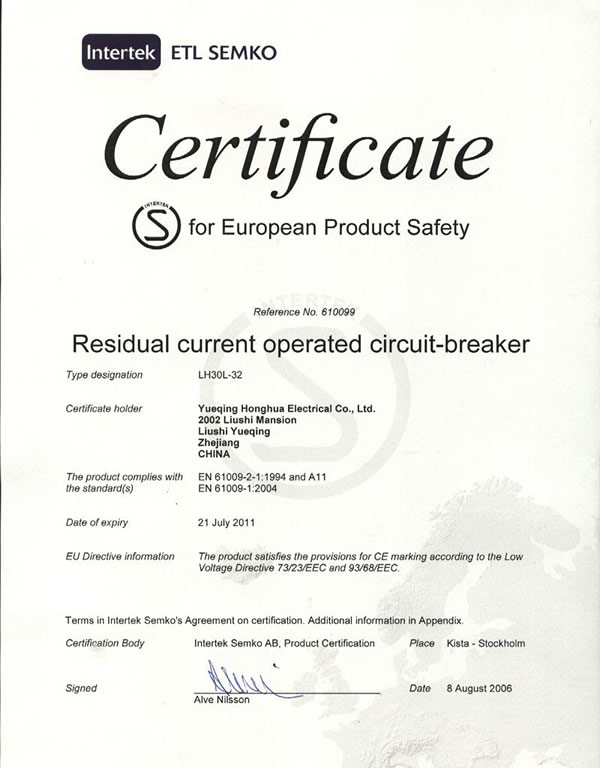 Intertek ETL SEMKO
Certificate
INTERTEK
S for European Product Safety
INTERTEK
Reference No. 610099
Residual current operated circuit-breaker
Type designation LH30L-32
Certificate holder Yueqing Honghua Electrical Co., Ltd.
2002 Liushi Mansion
Liushi Yueqing
Zhejiang
CHINA
The product complies with EN 61009-2-1:1994 and A11
the standard(s) EN 61009-1:2004
Date of expiry 21 July 2011
EU Directive information The product satisfies the provisions for CE marking according to the Low
Voltage Directive 73/23/EEC and 93/68/EEC.
Terms in Intertek Semko's Agreement on certification. Additional information in Appendix.
Certification Body Intertek Semko AB, Product Certification Place Kista - Stockholm
Signed Date 8 August 2006
Alve Nilsson